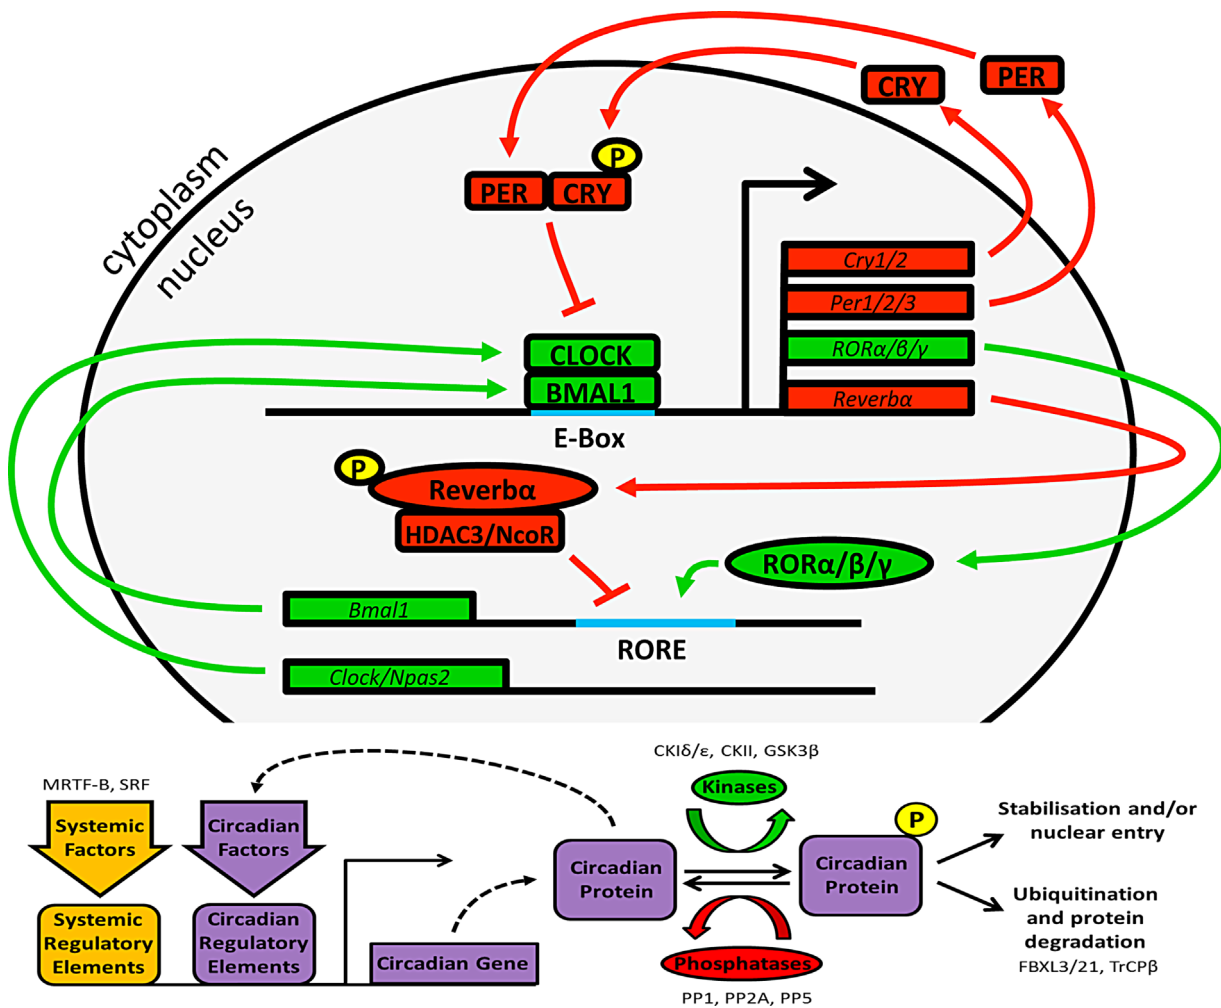 PER
CRY
cytoplasm
nucleus
P
PER CRY
Cry1/2
Per1/2/3
CLOCK
RORα/β/γ
BMAL1
Reverbα
E-Box
P
Reverbα
HDAC3/NcoR
RORα/β/γ
Bmal1
RORE
Clock/Npas2
CKIδ/ε, CKII, GSK3β
MRTF-B, SRF
Kinases
Systemic
Factors
Circadian
Factors
P
Stabilisation and/or
nuclear entry
Circadian
Protein
Circadian
Protein
Ubiquitination
and protein
degradation
FBXL3/21, TrCPβ
Systemic
Regulatory
Elements
Circadian
Regulatory
Elements
Circadian Gene
Phosphatases
PP1, PP2A, PP5